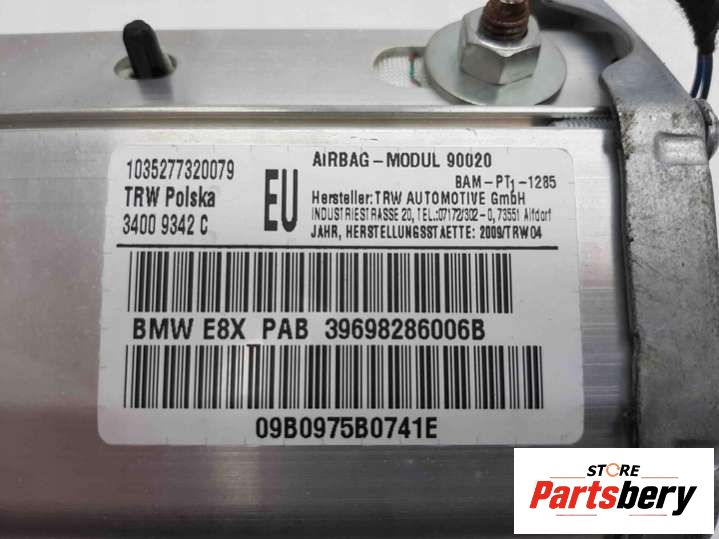 1035277320079
TRW Polska
3400 9342 C
EU
AIRBAG-MODUL 90020
BAM-PT1-1285
Hersteller: TRW AUTOMOTIVE GmbH
INDUSTRIESTRASSE 20, TEL.:07172/302-0, 73551 Alfdorf
JAHR, HERSTELLUNGSSTAETTE: 2009/TRW04
BMW E8X PAB 39698286006B
09B0975B0741E
STORE
Partsbery